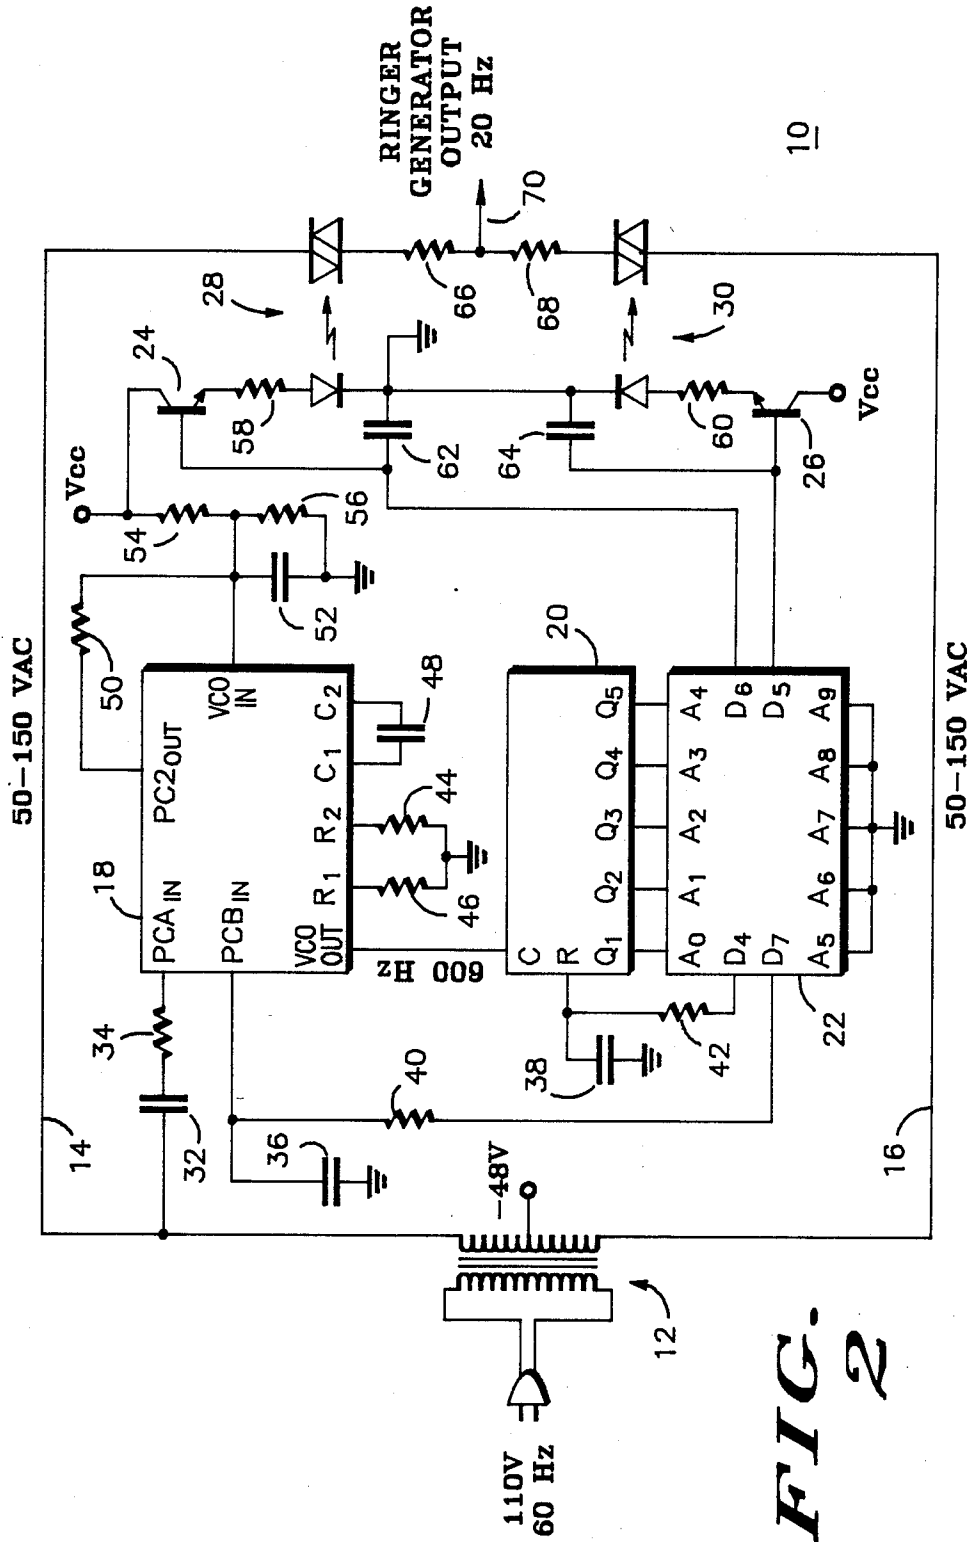 50-150 VAC
14
32
34
18
PCA IN
PC2OUT
PCB IN
VCO IN
VCO OUT
R1
R2
C1
C2
50
Vcc
54
56
52
24
58
28
62
36
40
46
44
48
600 Hz
RINGER
GENERATOR
OUTPUT
20 Hz
66
70
68
64
30
60
26
Vcc
110V
60 Hz
12
-48V
38
42
20
C
R
Q1
Q2
Q3
Q4
Q5
A0
A1
A2
A3
A4
D4
D6
D7
D5
A5
A6
A7
A8
A9
22
16
50-150 VAC
10
FIG.
2